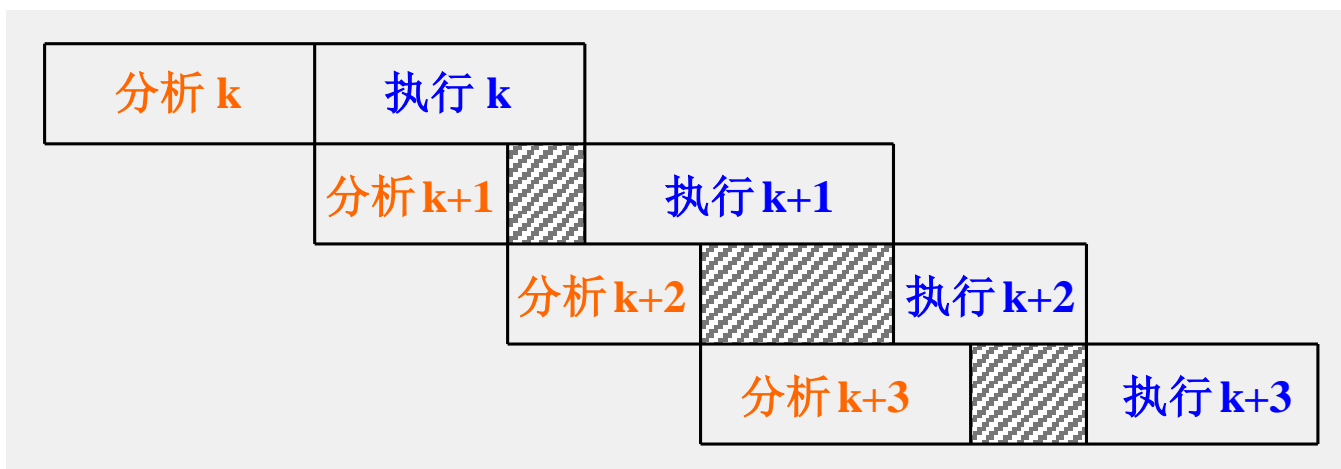 分析 k 执行 k
分析 k+1 执行 k+1
分析 k+2 执行 k+2
分析 k+3 执行 k+3